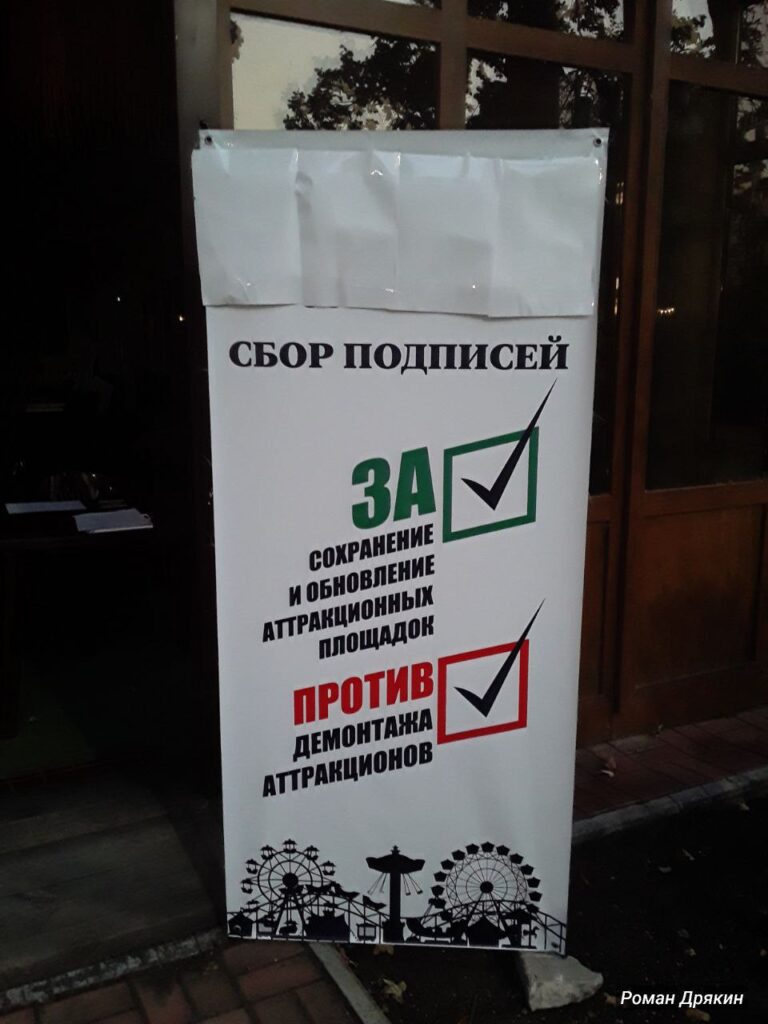 СБОР ПОДПИСЕЙ
ЗА
СОХРАНЕНИЕ
И ОБНОВЛЕНИЕ
АТТРАКЦИОННЫХ
ПЛОЩАДОК
ПРОТИВ
ДЕМОНТАЖА
АТТРАКЦИОНОВ
Роман Дрякин